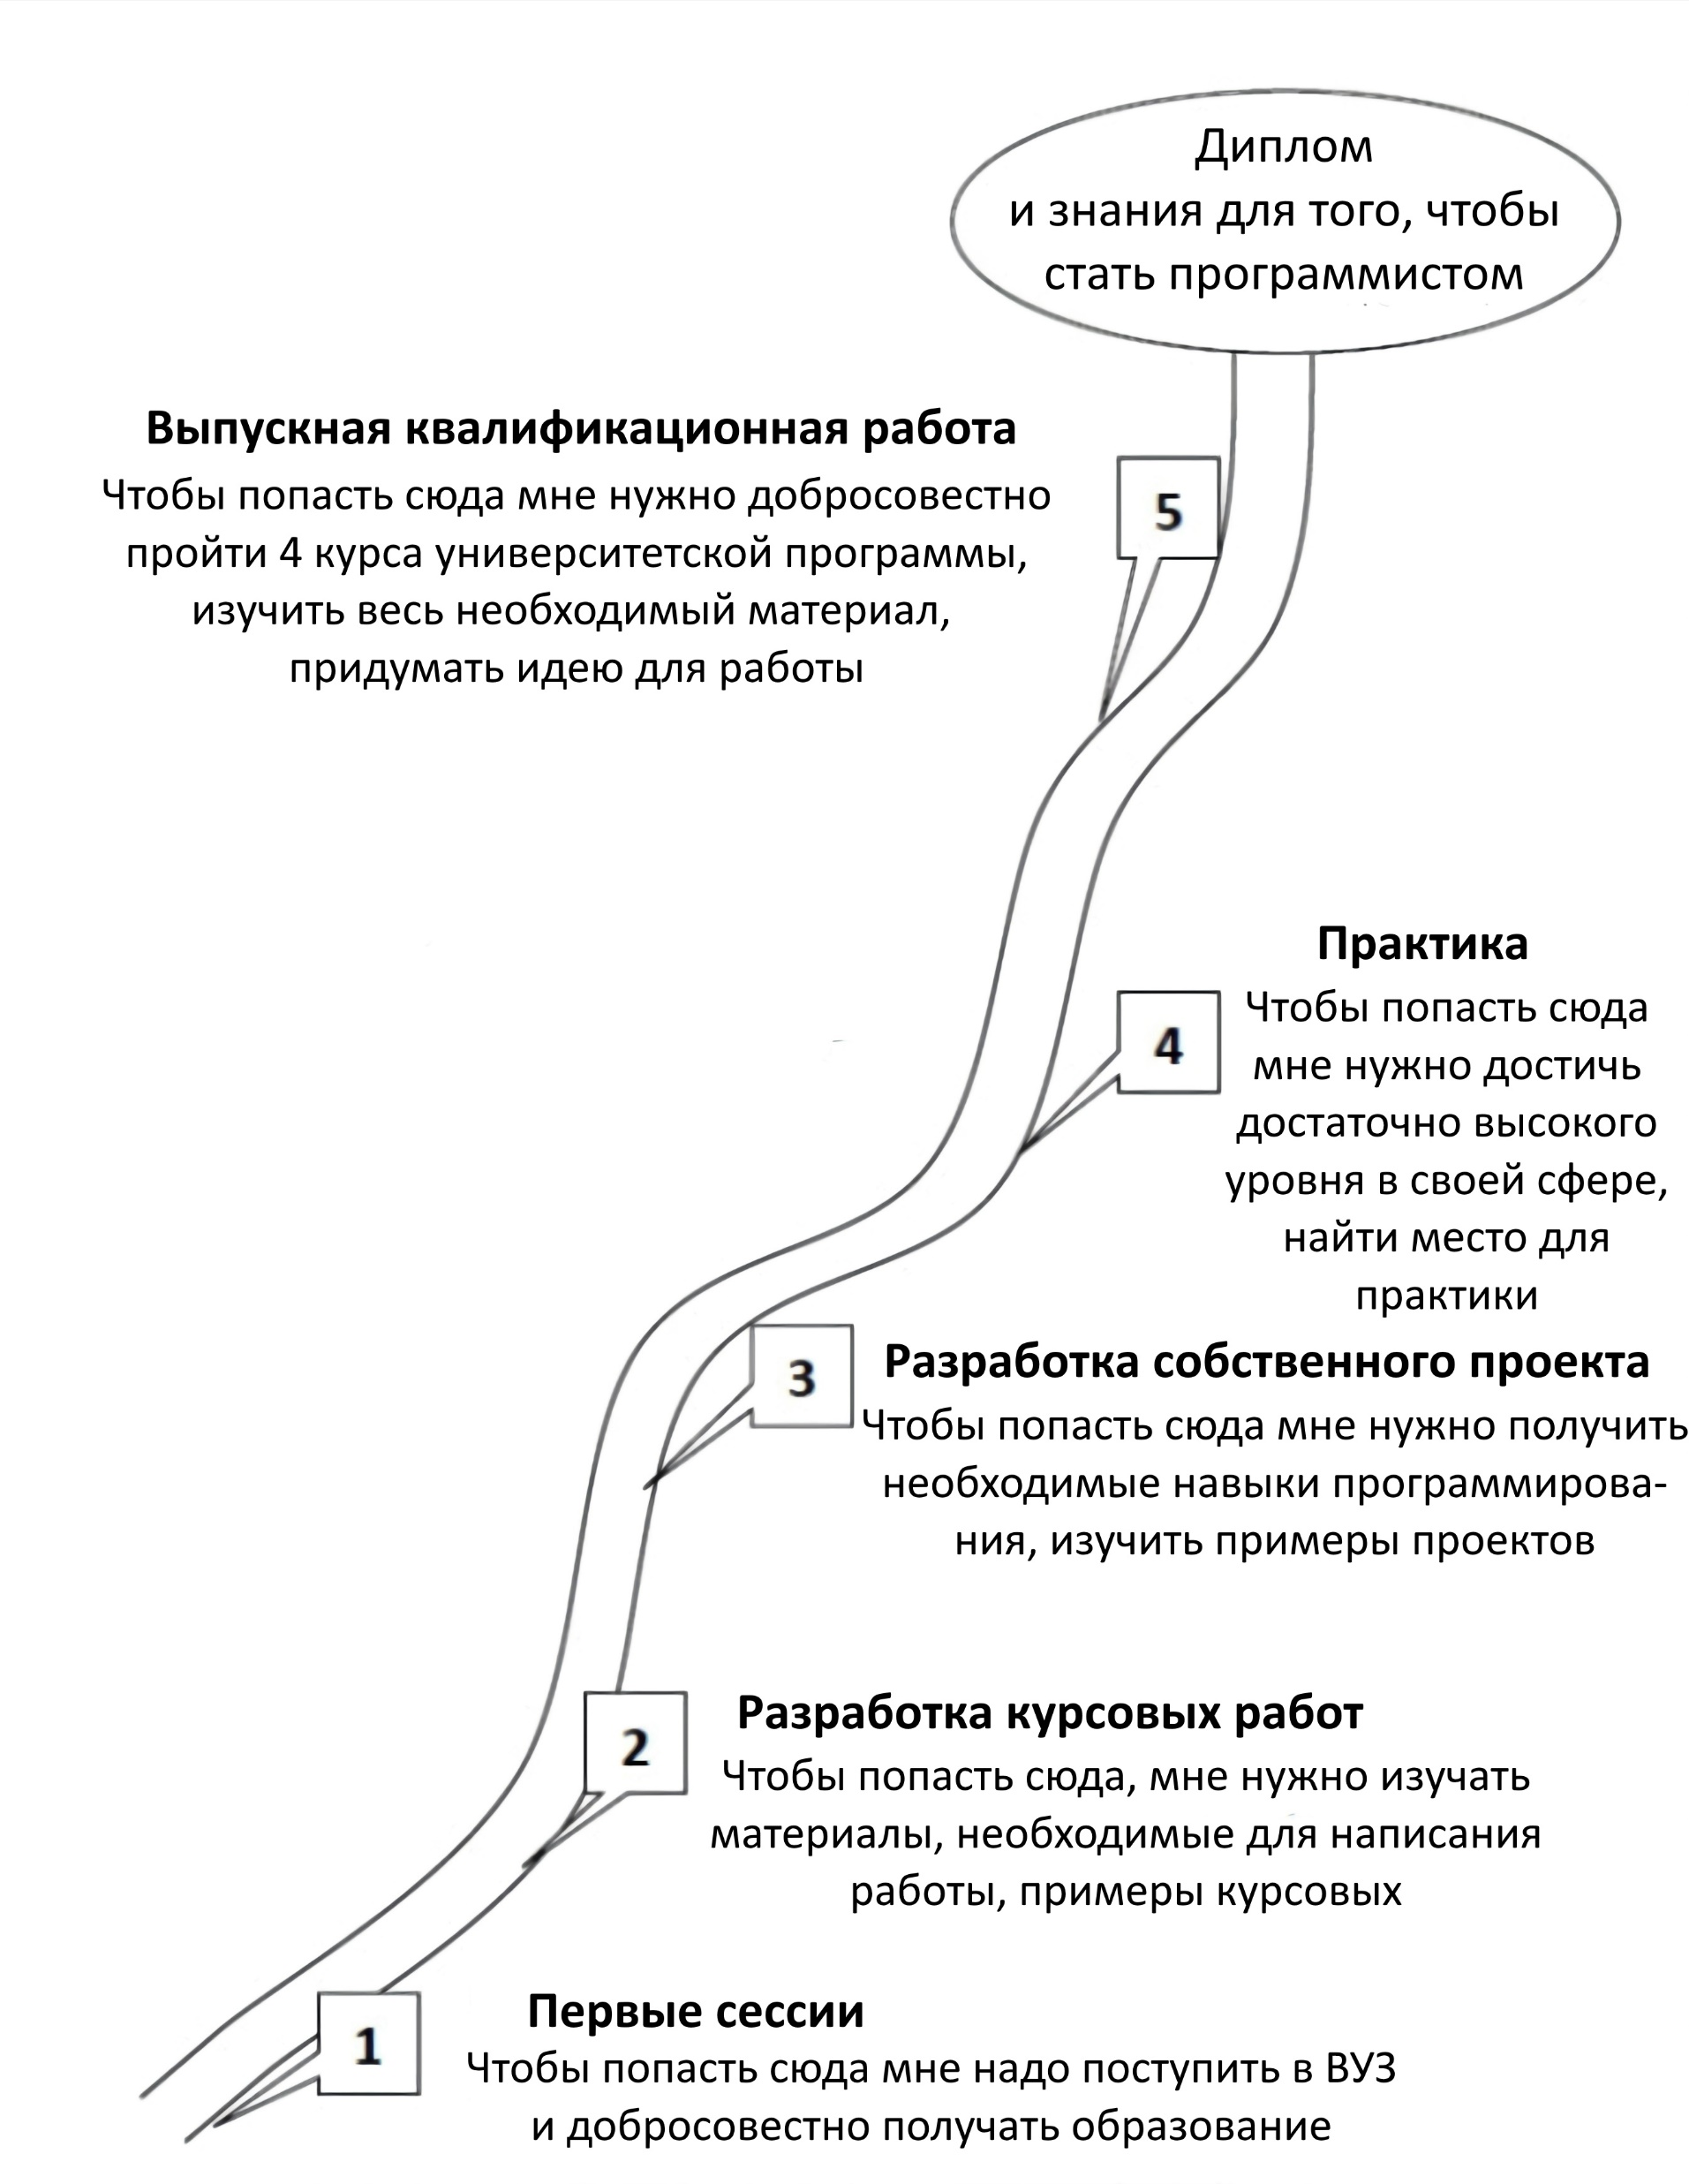 Диплом
и знания для того, чтобы
стать программистом
Выпускная квалификационная работа
Чтобы попасть сюда мне нужно добросовестно
пройти 4 курса университетской программы,
изучить весь необходимый материал,
придумать идею для работы
5
Практика
Чтобы попасть сюда
мне нужно достичь
достаточно высокого
уровня в своей сфере,
найти место для
практики
4
Разработка собственного проекта
Чтобы попасть сюда мне нужно получить
необходимые навыки программирова-
ния, изучить примеры проектов
3
Разработка курсовых работ
Чтобы попасть сюда, мне нужно изучать
материалы, необходимые для написания
работы, примеры курсовых
2
Первые сессии
Чтобы попасть сюда мне надо поступить в ВУЗ
и добросовестно получать образование
1